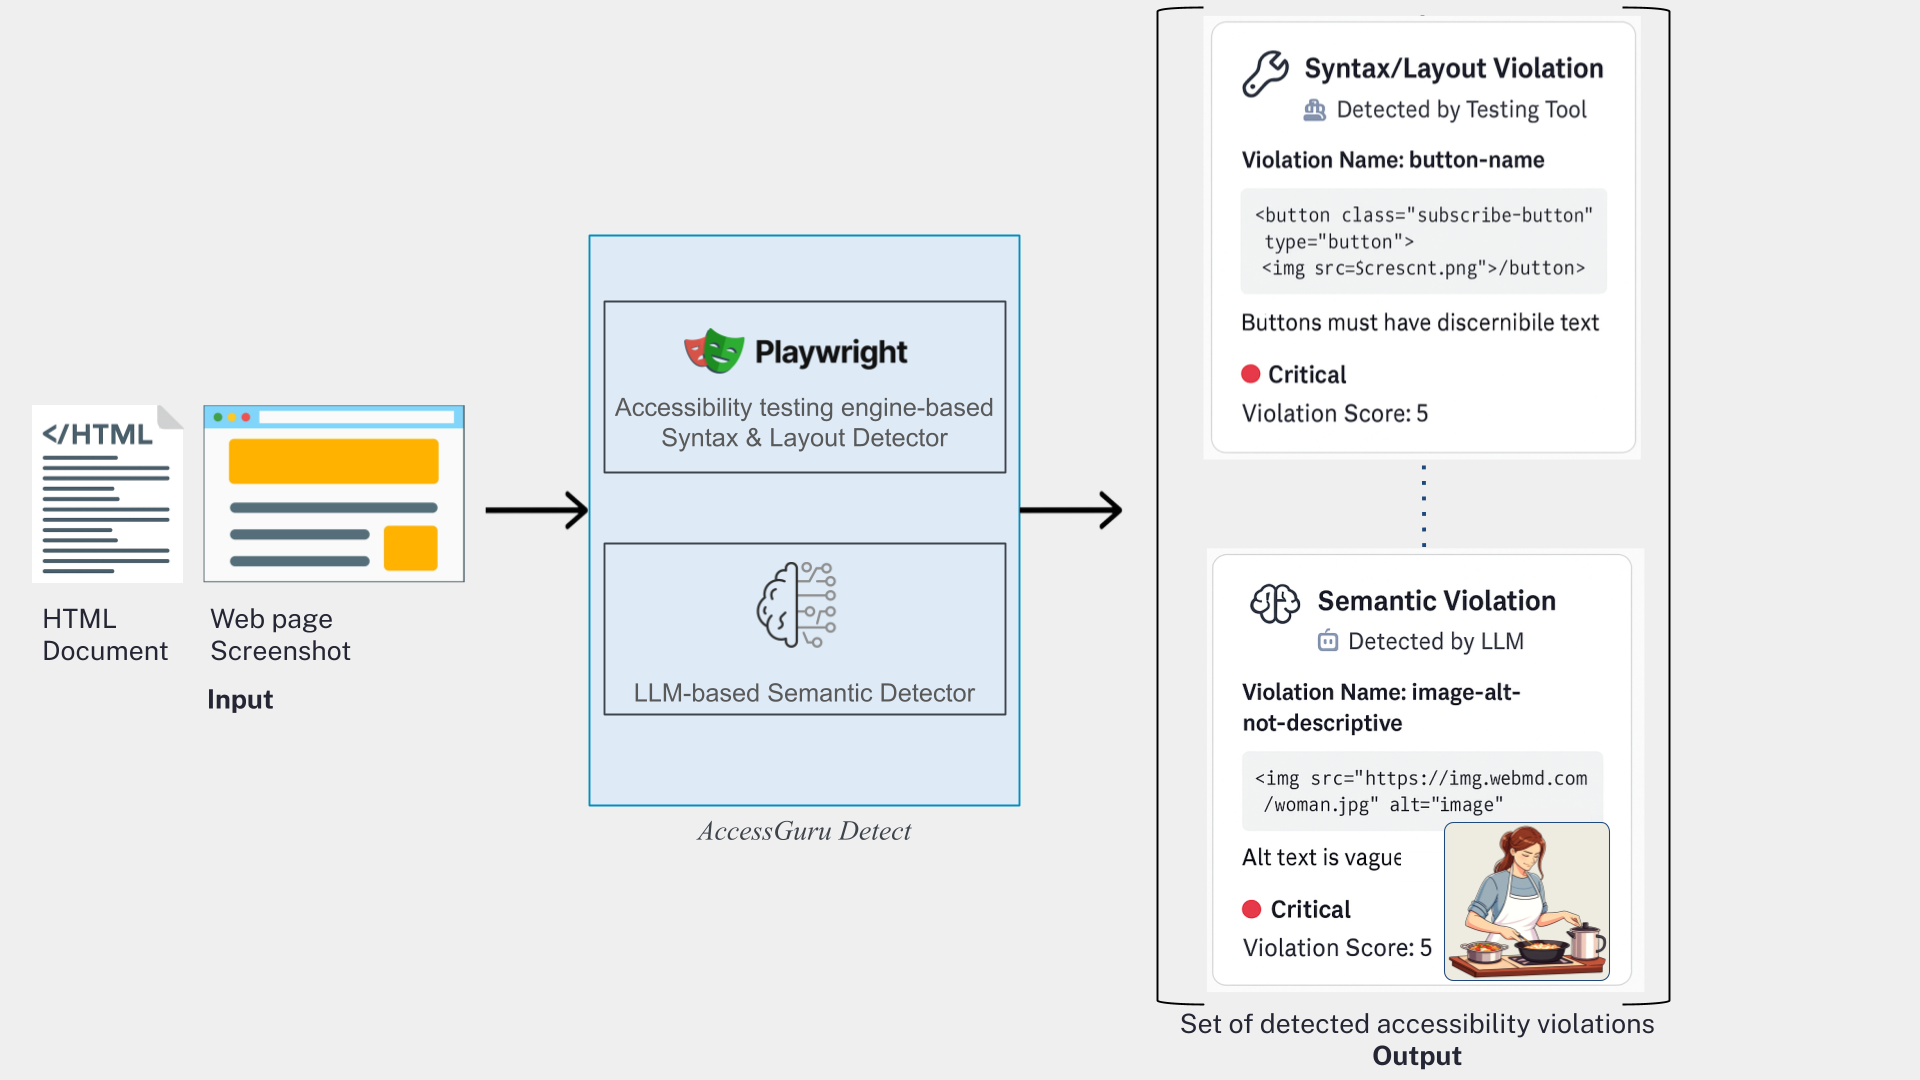 </HTML
HTML
Document
Web page
Screenshot
Input
Playwright
Accessibility testing engine-based
Syntax & Layout Detector
LLM-based Semantic Detector
AccessGuru Detect
Syntax/Layout Violation
Detected by Testing Tool
Violation Name: button-name
<button class="subscribe-button"
type="button">
<img src=$crescnt.png">/button>
Buttons must have discernibile text
Critical
Violation Score: 5
Semantic Violation
Detected by LLM
Violation Name: image-alt-
not-descriptive
<img src="https://img.webmd.com
/woman.jpg" alt="image"
Alt text is vague
Critical
Violation Score: 5
Set of detected accessibility violations
Output